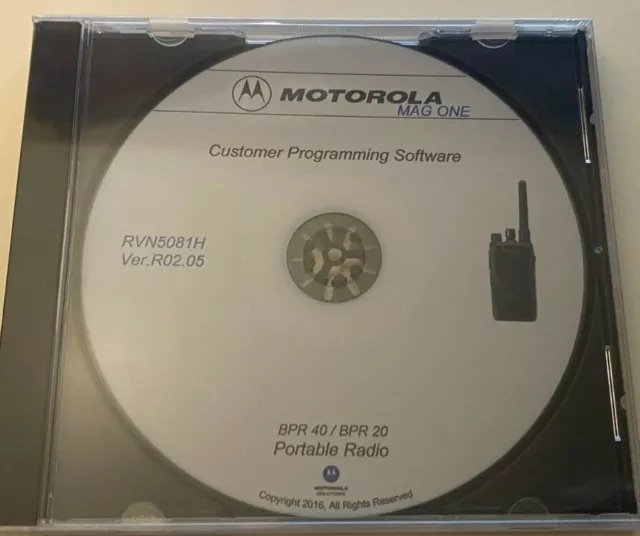 MOTOROLA
MAG ONE
Customer Programming Software
RVN5081H
Ver.R02.05
BPR 40 / BPR 20
Portable Radio
MOTOROLA
SOLUTIONS
Copyright 2016, All Rights Reserved